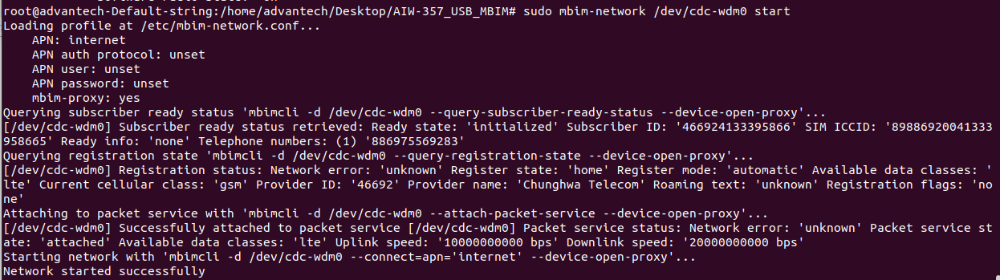 root@advantech-Default-string:/home/advantech/Desktop/AIW-357_USB_MBIM# sudo mbim-network /dev/cdc-wdm0 start
Loading profile at /etc/mbim-network.conf...
    APN: internet
    APN auth protocol: unset
    APN user: unset
    APN password: unset
    mbim-proxy: yes
Querying subscriber ready status 'mbimcli -d /dev/cdc-wdm0 --query-subscriber-ready-status --device-open-proxy'...
[/dev/cdc-wdm0] Subscriber ready status retrieved: Ready state: 'initialized' Subscriber ID: '466924133395866' SIM ICCID: '89886920041333
958665' Ready info: 'none' Telephone numbers: (1) '886975569283'
Querying registration state 'mbimcli -d /dev/cdc-wdm0 --query-registration-state --device-open-proxy'...
[/dev/cdc-wdm0] Registration status: Network error: 'unknown' Register state: 'home' Register mode: 'automatic' Available data classes: '
lte' Current cellular class: 'gsm' Provider ID: '46692' Provider name: 'Chunghwa Telecom' Roaming text: 'unknown' Registration flags: 'no
ne'
Attaching to packet service with 'mbimcli -d /dev/cdc-wdm0 --attach-packet-service --device-open-proxy'...
[/dev/cdc-wdm0] Successfully attached to packet service [/dev/cdc-wdm0] Packet service status: Network error: 'unknown' Packet service st
ate: 'attached' Available data classes: 'lte' Uplink speed: '10000000000 bps' Downlink speed: '20000000000 bps'
Starting network with 'mbimcli -d /dev/cdc-wdm0 --connect=apn='internet' --device-open-proxy'...
Network started successfully